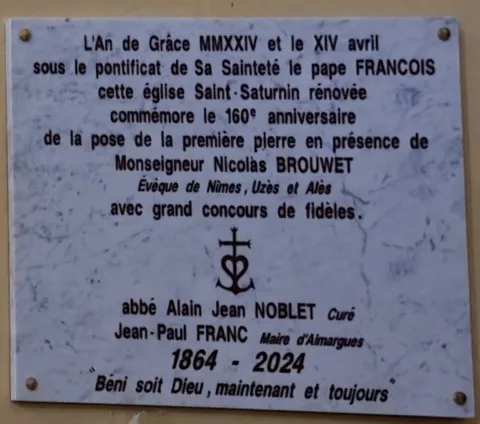 L'An de Grâce MMXXIV et le XIV avril
sous le pontificat de Sa Sainteté le pape FRANCOIS
cette église Saint-Saturnin rénovée
commémore le 160e anniversaire
de la pose de la première pierre en présence de
Monseigneur Nicolas BROUWET
Évèque de Nîmes, Uzès et Alès
avec grand concours de fidèles.
abbé Alain Jean NOBLET Curé
Jean-Paul FRANC Maire d'Aimargues
1864 - 2024
"Béni soit Dieu, maintenant et toujours"